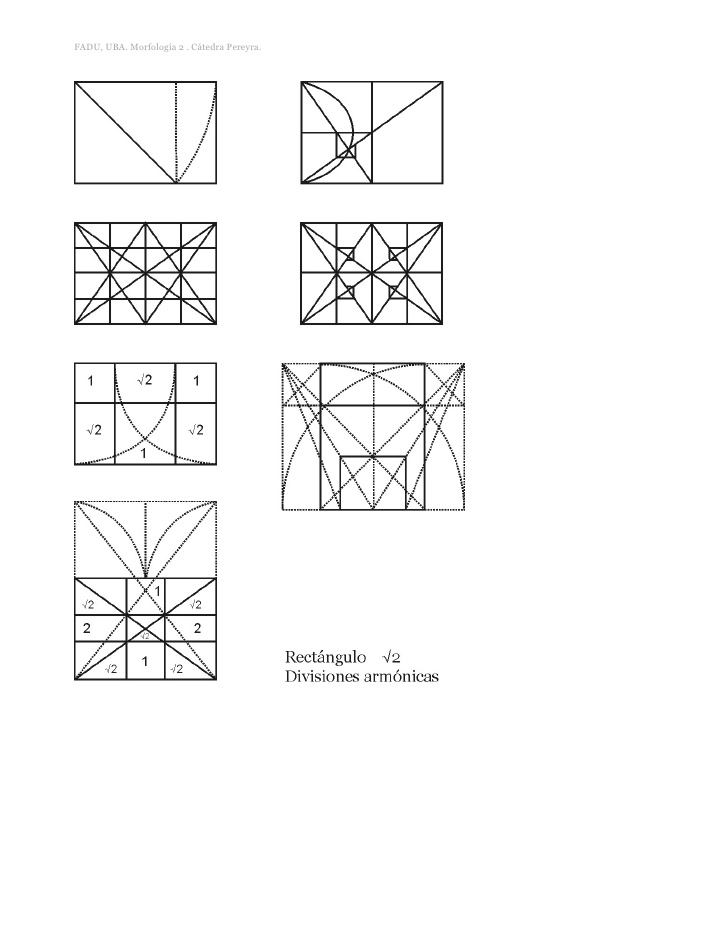 FADU, UBA. Morfología 2 . Cátedra Pereyra.
1 √2 1
√2 √2
1
1
√2 √2
2 √2 2
√2 1 √2
Rectángulo √2
Divisiones armónicas